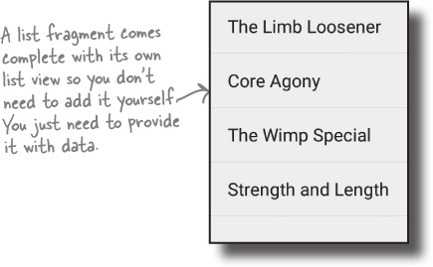 A list fragment comes
complete with its own
list view so you don't
need to add it yourself.
You just need to provide
it with data.
The Limb Loosener
Core Agony
The Wimp Special
Strength and Length